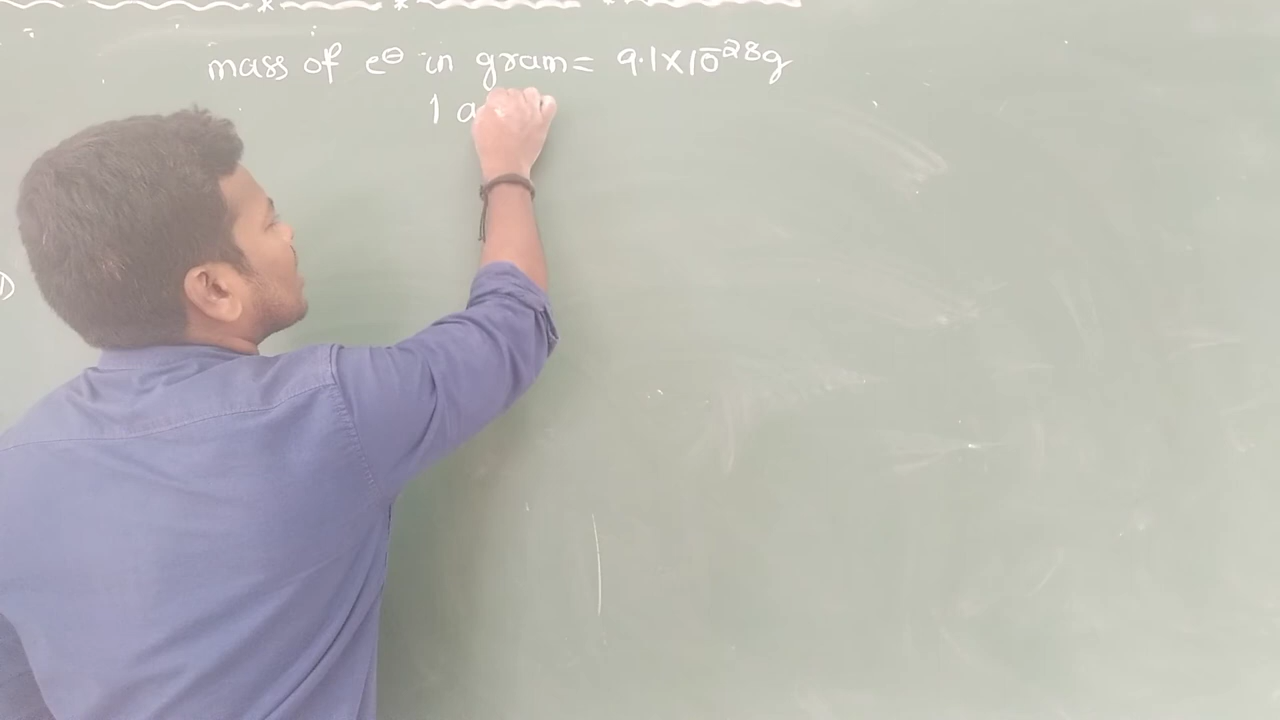 mass of e⊖ in gram = 9.1×10⁻²⁸g
1 a